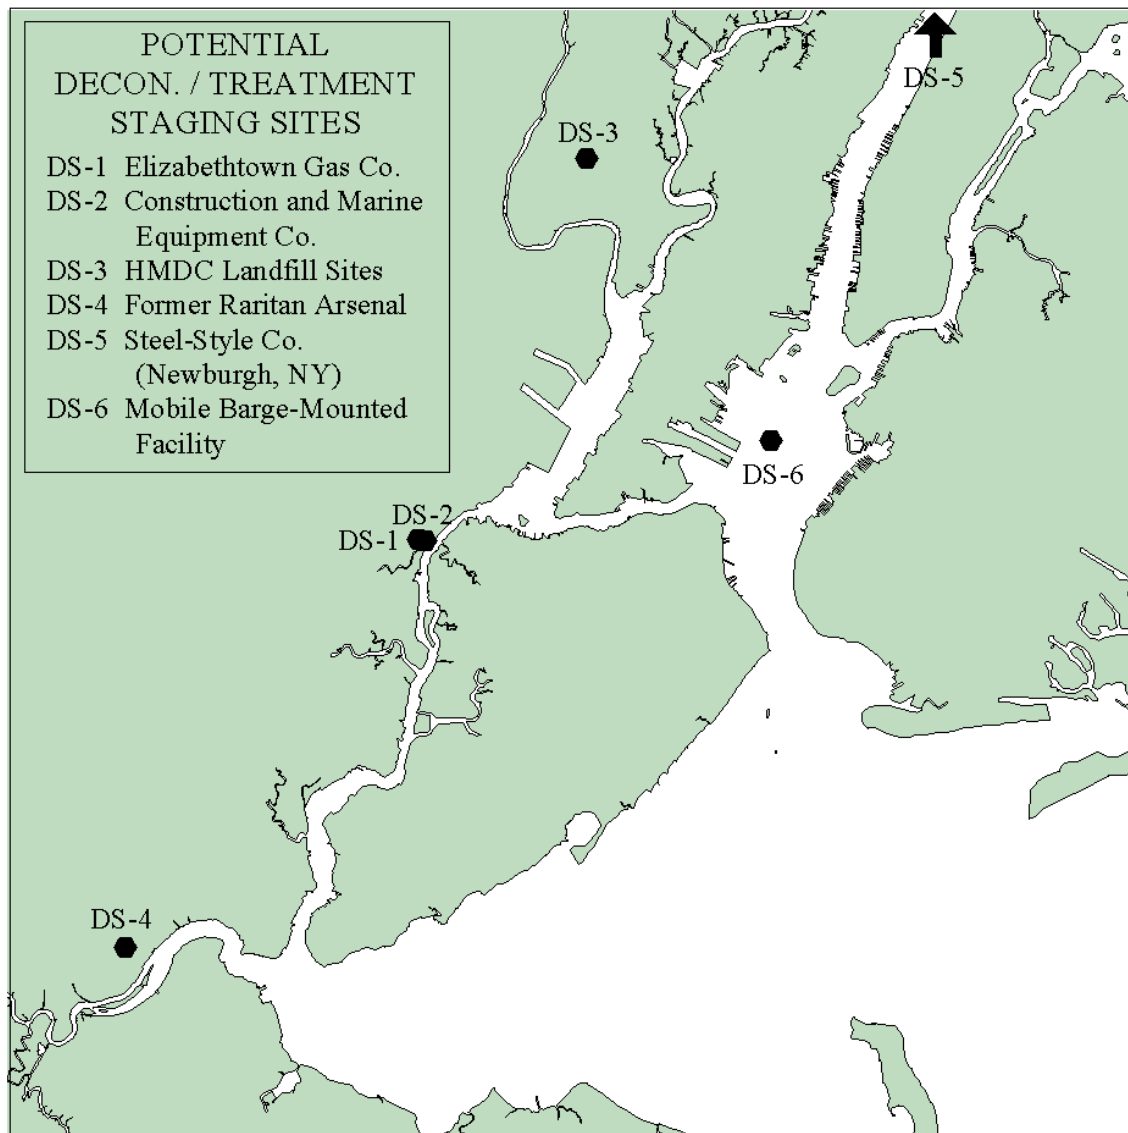 POTENTIAL
DECON. / TREATMENT
STAGING SITES
DS-1 Elizabethtown Gas Co.
DS-2 Construction and Marine
Equipment Co.
DS-3 HMDC Landfill Sites
DS-4 Former Raritan Arsenal
DS-5 Steel-Style Co.
(Newburgh, NY)
DS-6 Mobile Barge-Mounted
Facility
DS-5
DS-3
DS-6
DS-2
DS-1
DS-4